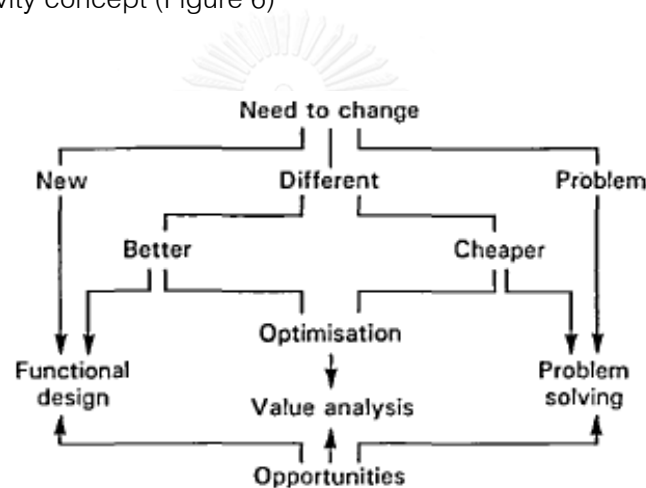 vity concept (Figure 6)
Need to change
New Different Problem
Better Cheaper
Optimisation
Functional design
Problem solving
Value analysis
Opportunities